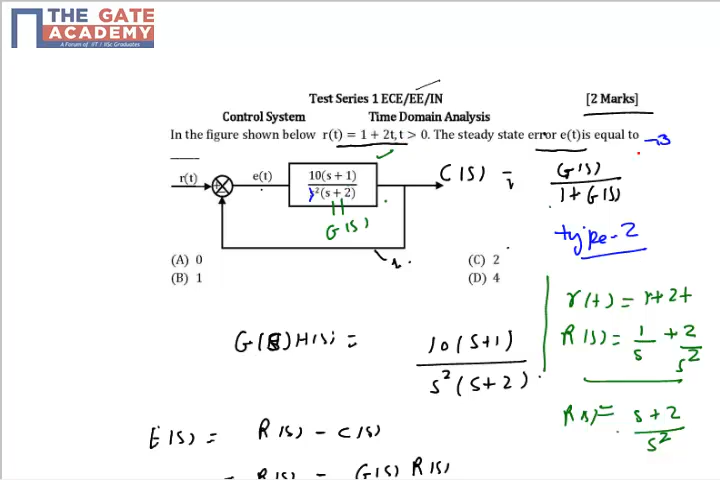 THE GATE
ACADEMY
A Forum of IIT / IISc Graduates
Test Series 1 ECE/EE/IN [2 Marks]
Control System Time Domain Analysis
In the figure shown below r(t) = 1 + 2t, t > 0. The steady state error e(t)is equal to
r(t) e(t) 10(s + 1)
s²(s + 2)
G(s)
C(s) = G(s)
1+G(s)
type-2
(A) 0 (C) 2
(B) 1 (D) 4
r(t) = 1+2t
R(s) = 1/s + 2/s²
R(s) = s+2
s²
G(s)H(s) = 10(s+1)
s²(s+2)
E(s) = R(s) - C(s)
= R(s) - G(s) R(s)